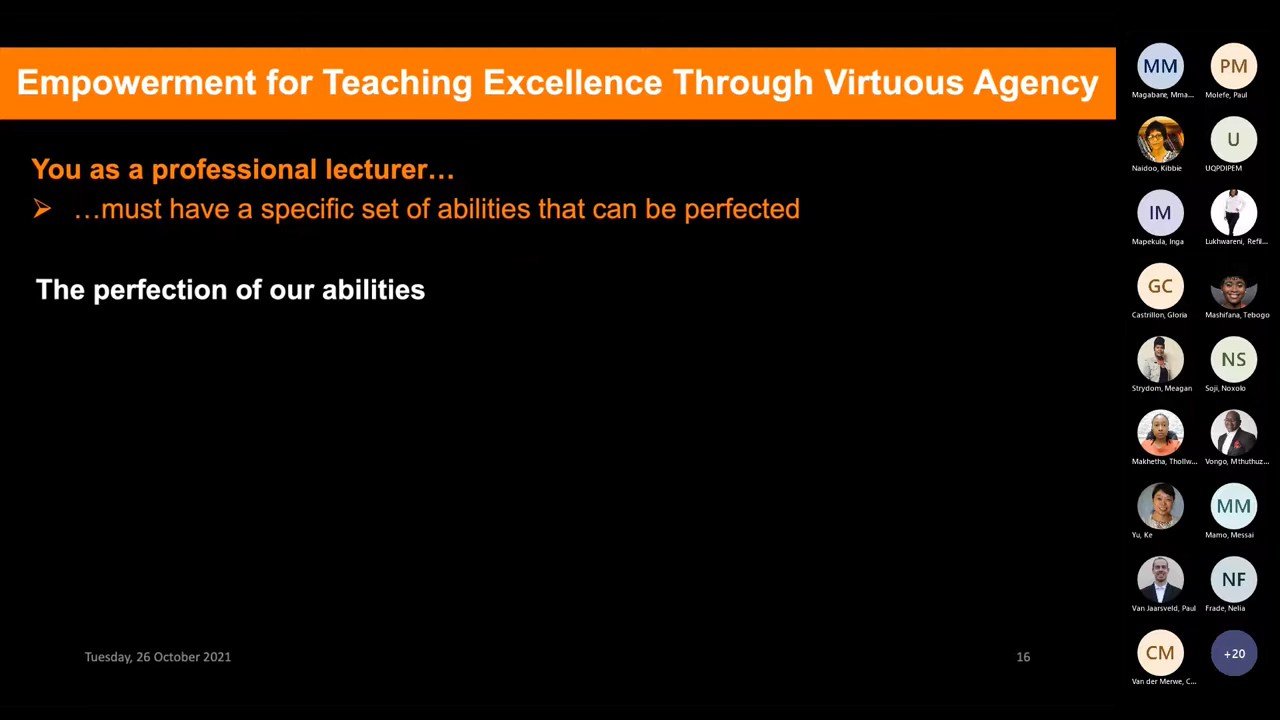 Empowerment for Teaching Excellence Through Virtuous Agency
You as a professional lecturer…
…must have a specific set of abilities that can be perfected
The perfection of our abilities
Tuesday, 26 October 2021
16
MM
PM
Magabane, Mma...
Molefe, Paul
U
Naidoo, Kibbie
UQPDIPEM
IM
Mapekula, Inga
Lukhwareni, Refil...
GC
Castrillon, Gloria
Mashifana, Tebogo
NS
Strydom, Meagan
Soji, Noxolo
Makhetha, Thollw...
Vongo, Mthuthuz...
MM
Yu, Ke
Mamo, Messai
NF
Van Jaarsveld, Paul
Frade, Nelia
CM
+20
Van der Merwe, C...